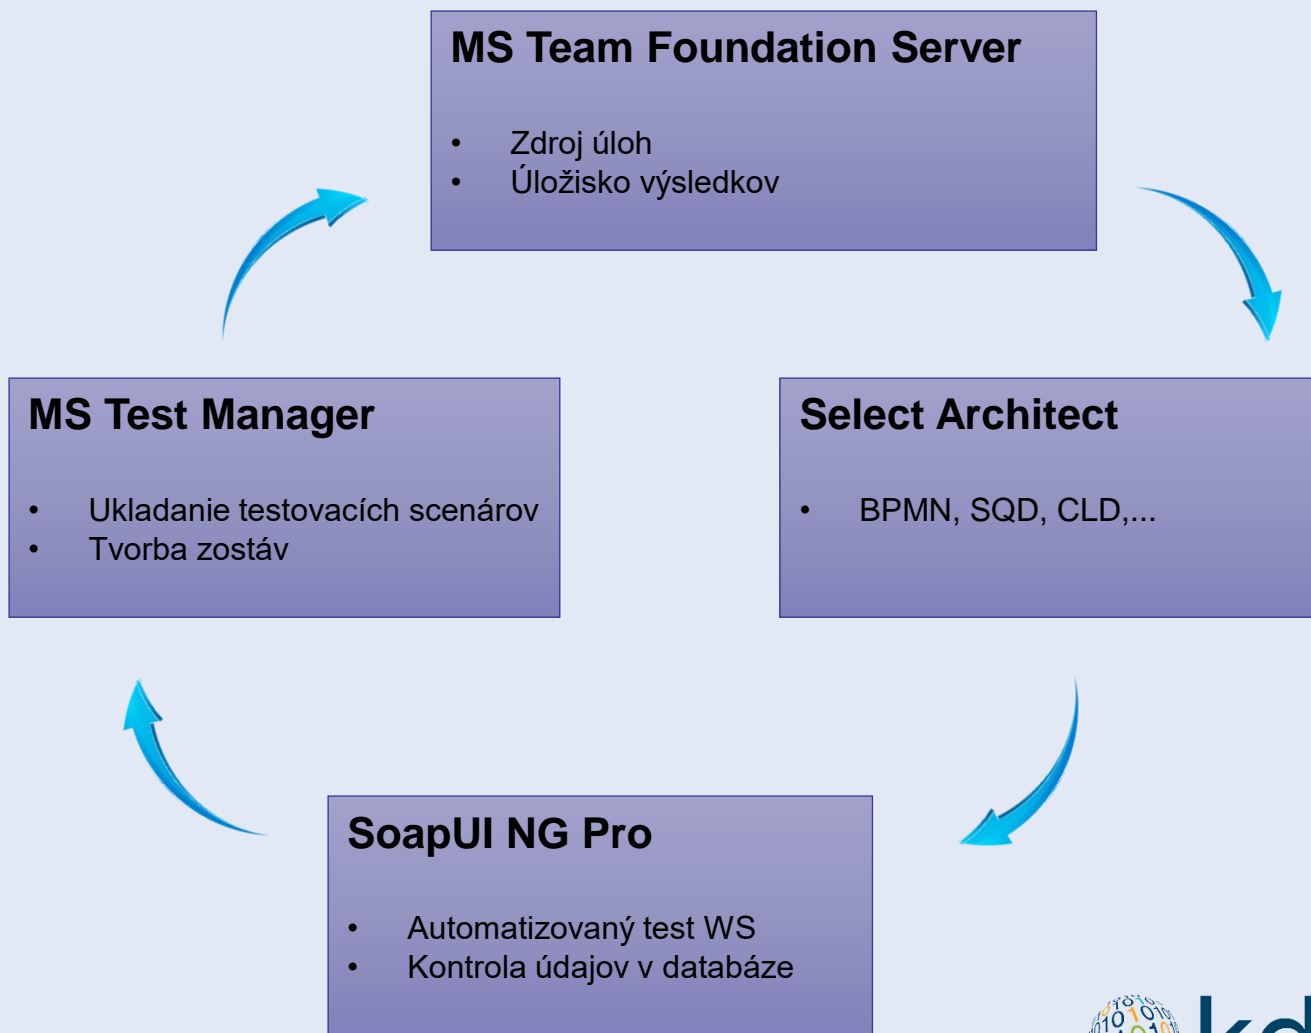 MS Team Foundation Server
• Zdroj úloh
• Úložisko výsledkov
MS Test Manager
• Ukladanie testovacích scenárov
• Tvorba zostáv
Select Architect
• BPMN, SQD, CLD,...
SoapUI NG Pro
• Automatizovaný test WS
• Kontrola údajov v databáze